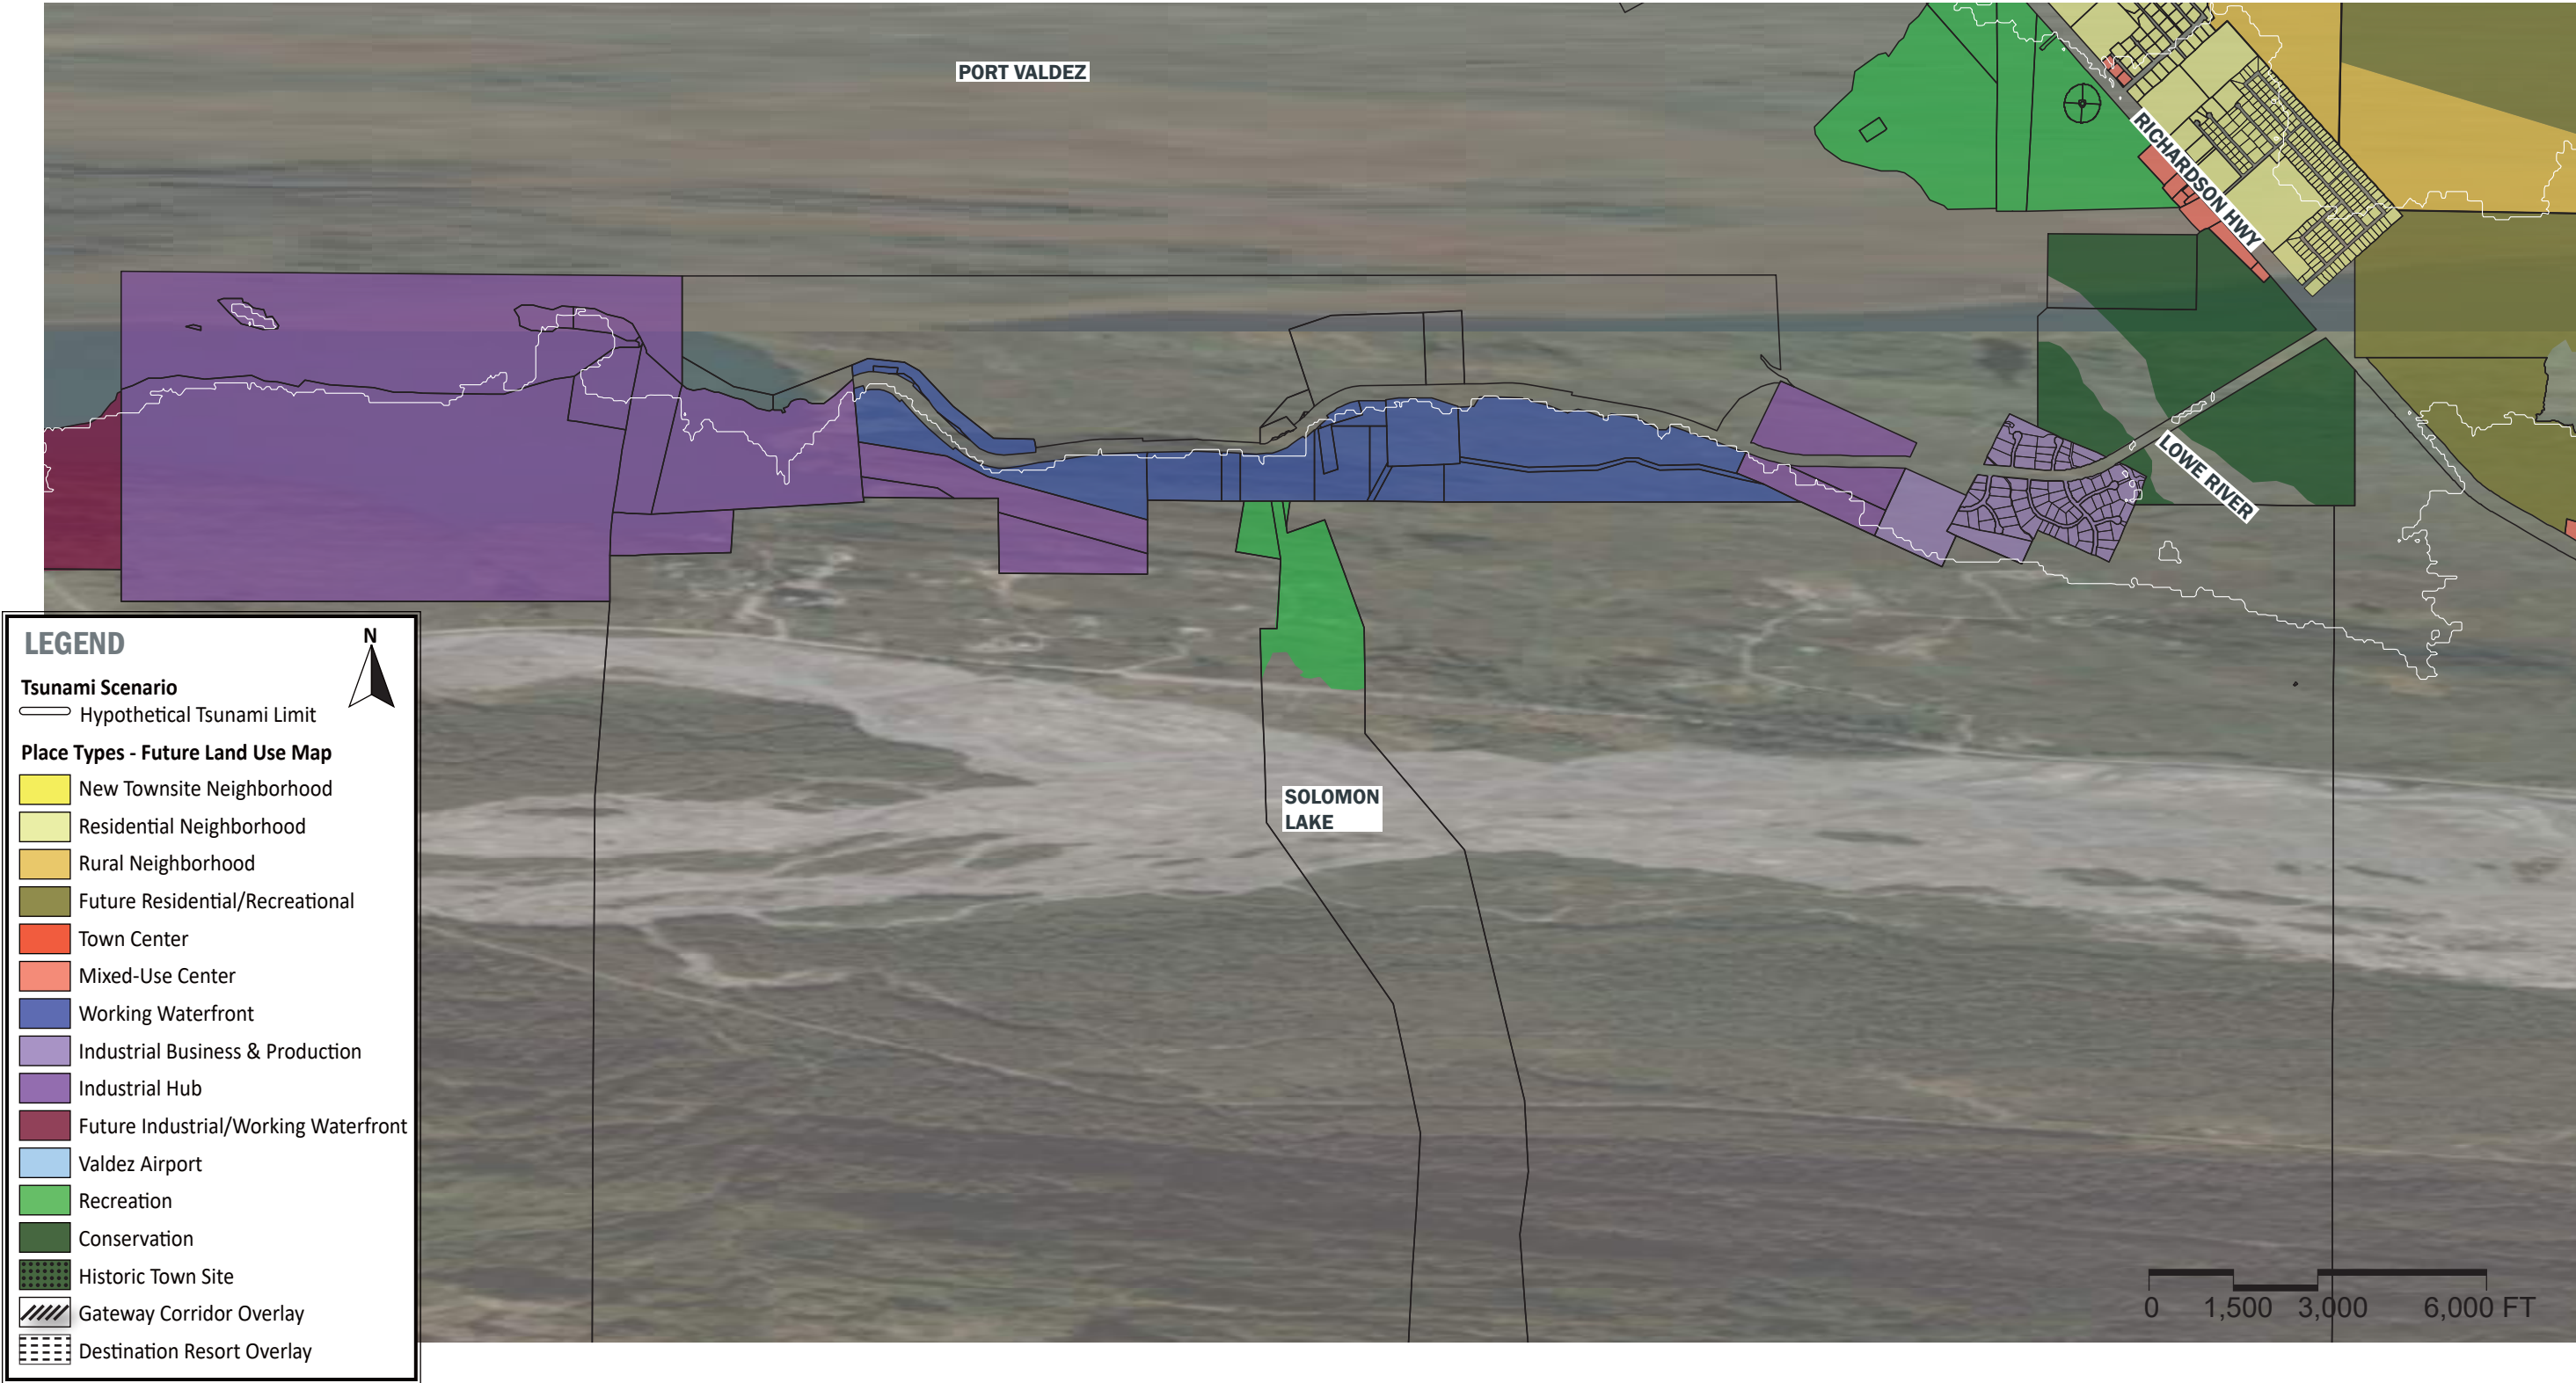 PORT VALDEZ
RICHARDSON HWY
LOWE RIVER
SOLOMON
LAKE
LEGEND
N
Tsunami Scenario
Hypothetical Tsunami Limit
Place Types - Future Land Use Map
New Townsite Neighborhood
Residential Neighborhood
Rural Neighborhood
Future Residential/Recreational
Town Center
Mixed-Use Center
Working Waterfront
Industrial Business & Production
Industrial Hub
Future Industrial/Working Waterfront
Valdez Airport
Recreation
Conservation
Historic Town Site
Gateway Corridor Overlay
Destination Resort Overlay
0 1,500 3,000 6,000 FT